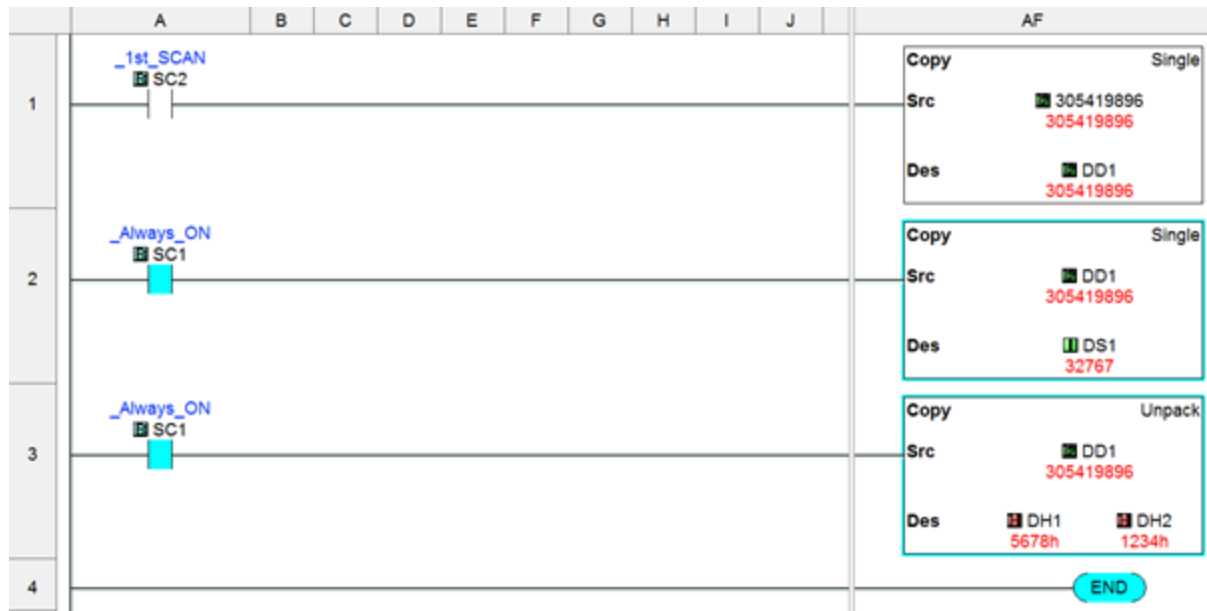 A B C D E F G H I J AF
_1st_SCAN
SC2
1
Copy Single
Src 305419896
305419896
Des DD1
305419896
_Always_ON
SC1
2
Copy Single
Src DD1
305419896
Des DS1
32767
_Always_ON
SC1
3
Copy Unpack
Src DD1
305419896
Des DH1 DH2
5678h 1234h
4 END